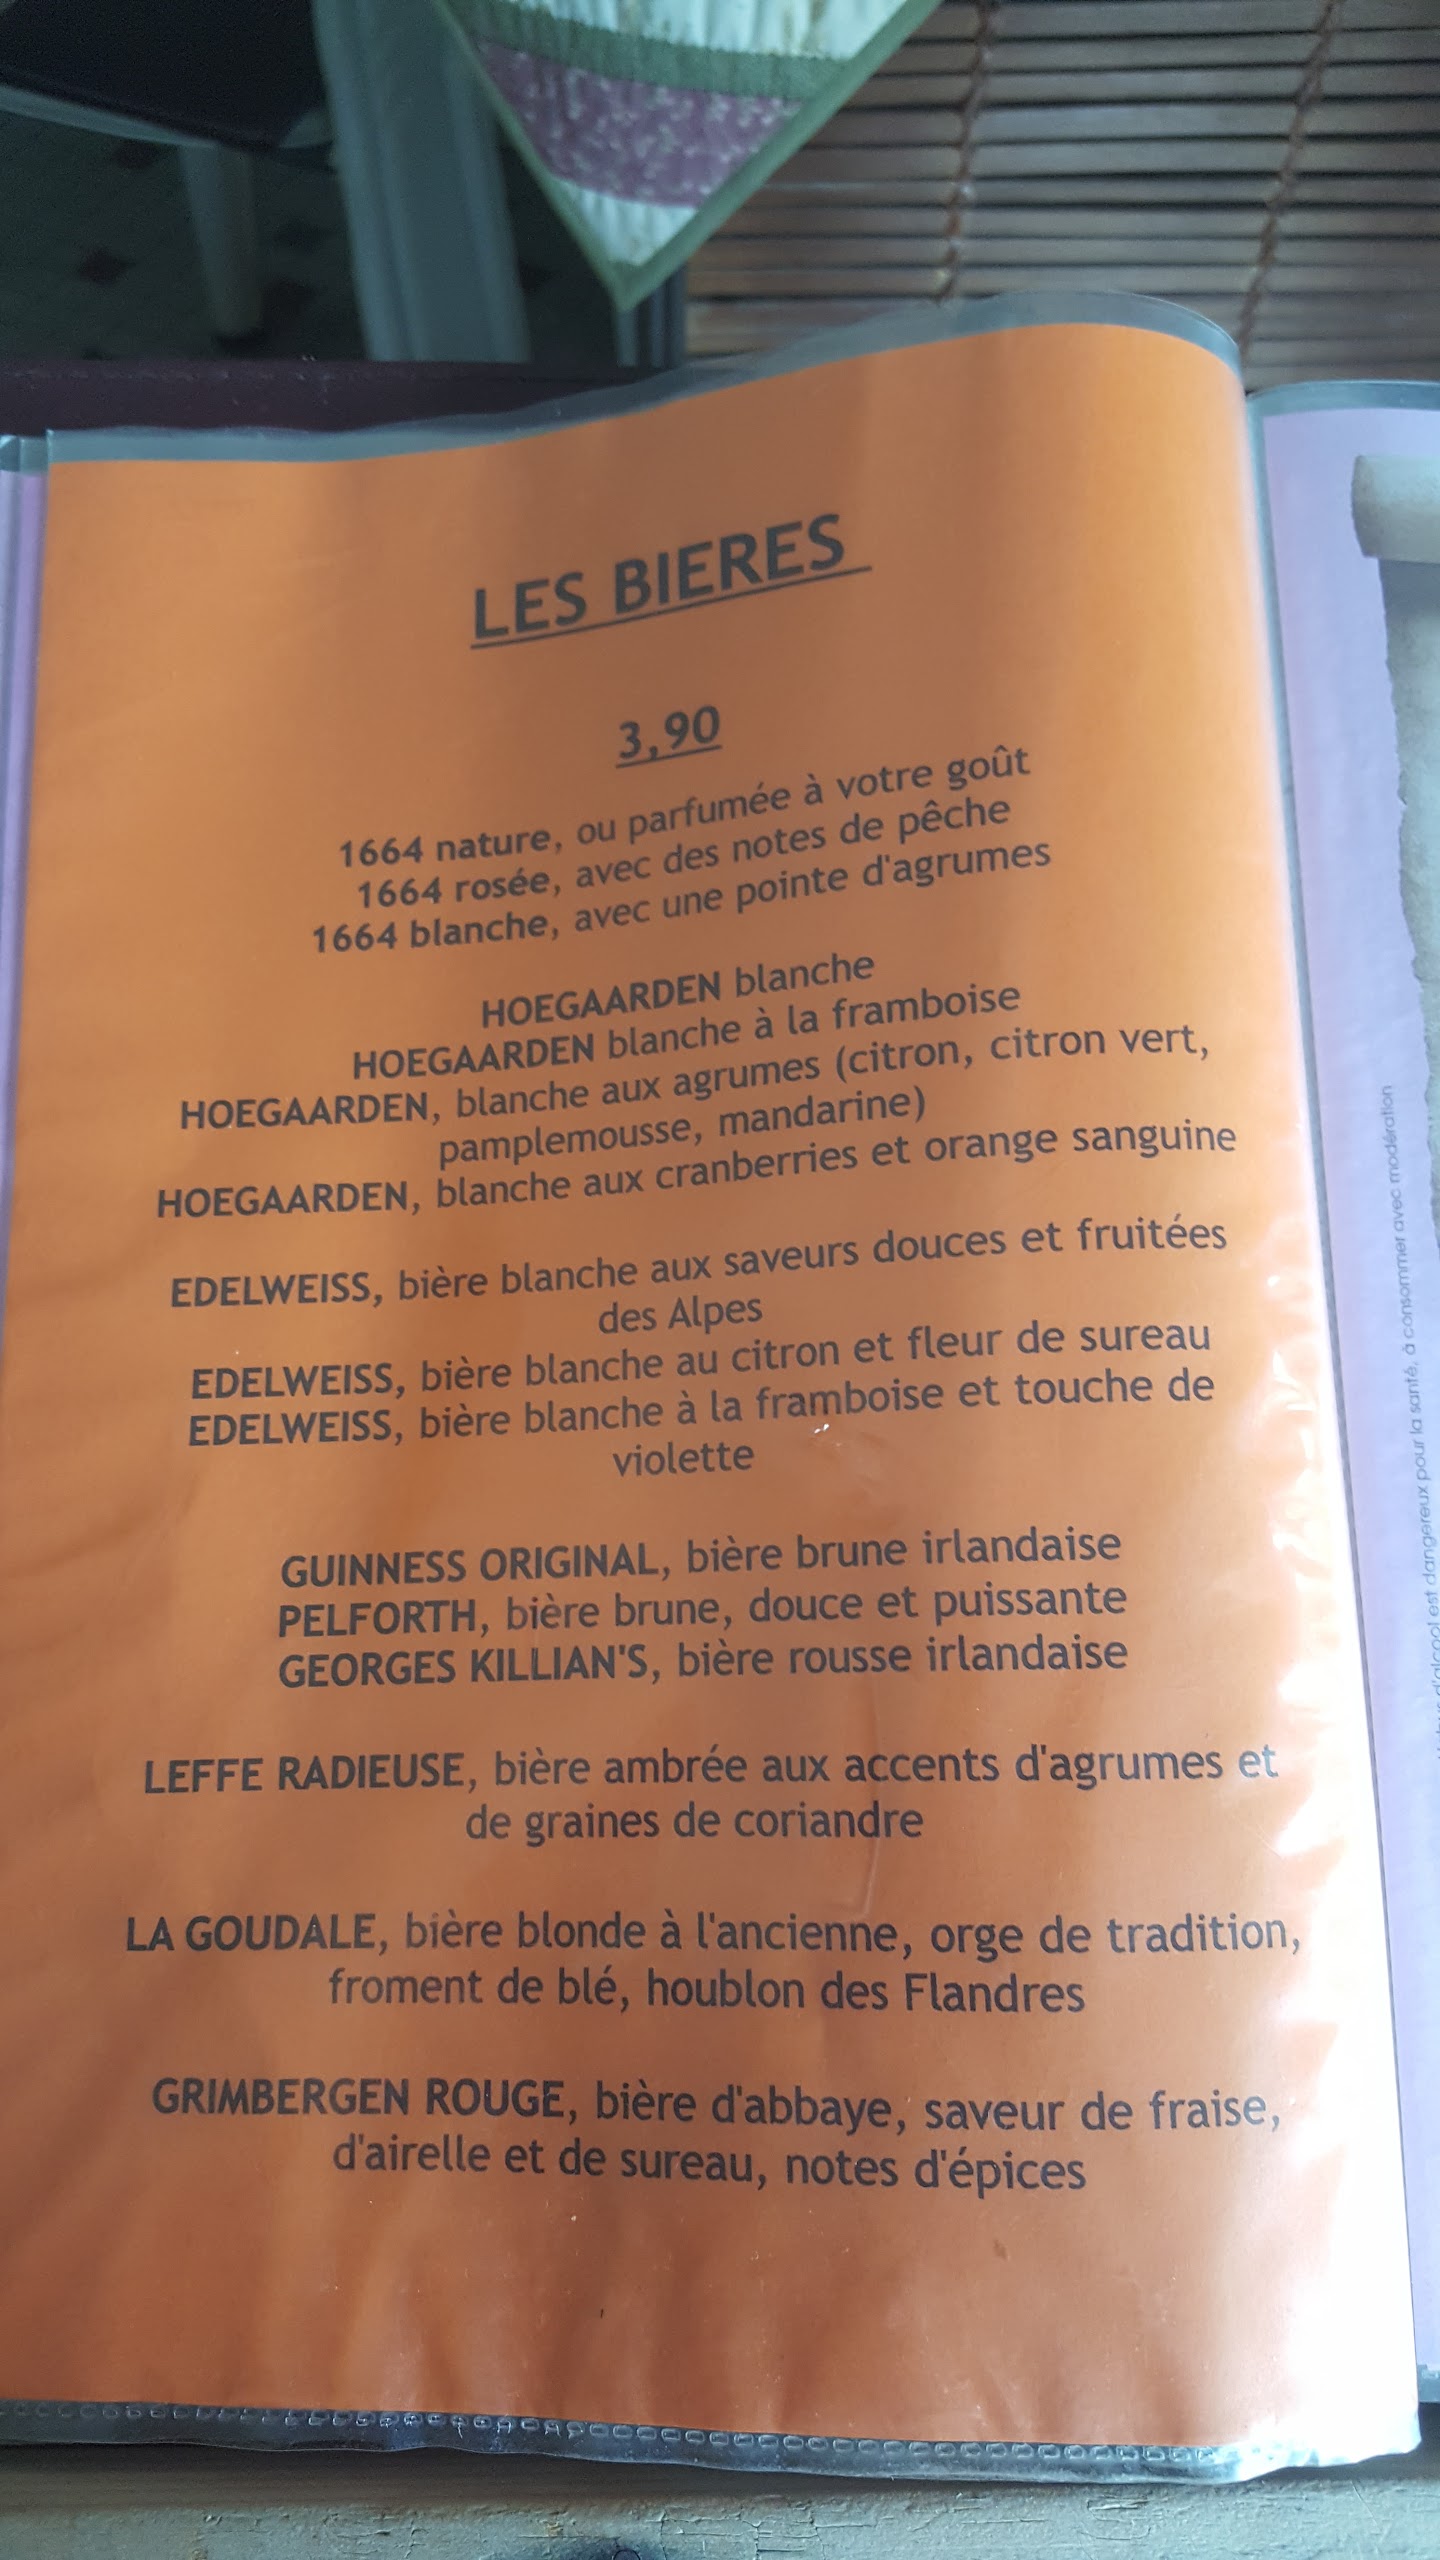 LES BIERES
3,90
1664 nature, ou parfumée à votre goût
1664 rosée, avec des notes de pêche
1664 blanche, avec une pointe d'agrumes
HOEGAARDEN blanche
HOEGAARDEN blanche à la framboise
HOEGAARDEN, blanche aux agrumes (citron, citron vert,
pamplemousse, mandarine)
HOEGAARDEN, blanche aux cranberries et orange sanguine
EDELWEISS, bière blanche aux saveurs douces et fruitées
des Alpes
EDELWEISS, bière blanche au citron et fleur de sureau
EDELWEISS, bière blanche à la framboise et touche de
violette
GUINNESS ORIGINAL, bière brune irlandaise
PELFORTH, bière brune, douce et puissante
GEORGES KILLIAN'S, bière rousse irlandaise
LEFFE RADIEUSE, bière ambrée aux accents d'agrumes et
de graines de coriandre
LA GOUDALE, bière blonde à l'ancienne, orge de tradition,
froment de blé, houblon des Flandres
GRIMBERGEN ROUGE, bière d'abbaye, saveur de fraise,
d'airelle et de sureau, notes d'épices
d'alcool est dangereux pour la santé, à consommer avec modération